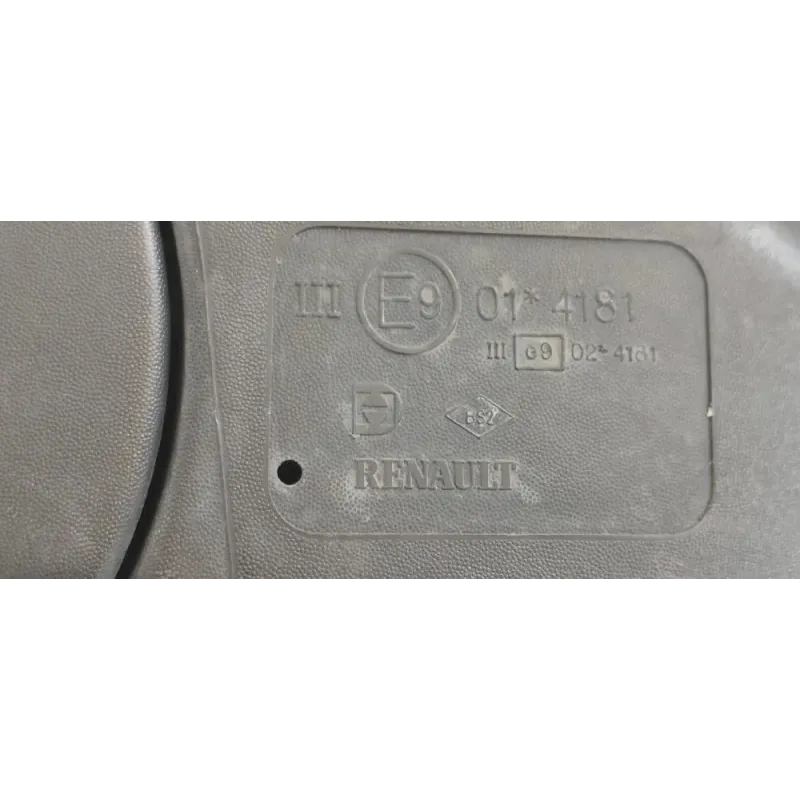 III E9 01* 4181
III e9 02* 4181
BS2
RENAULT